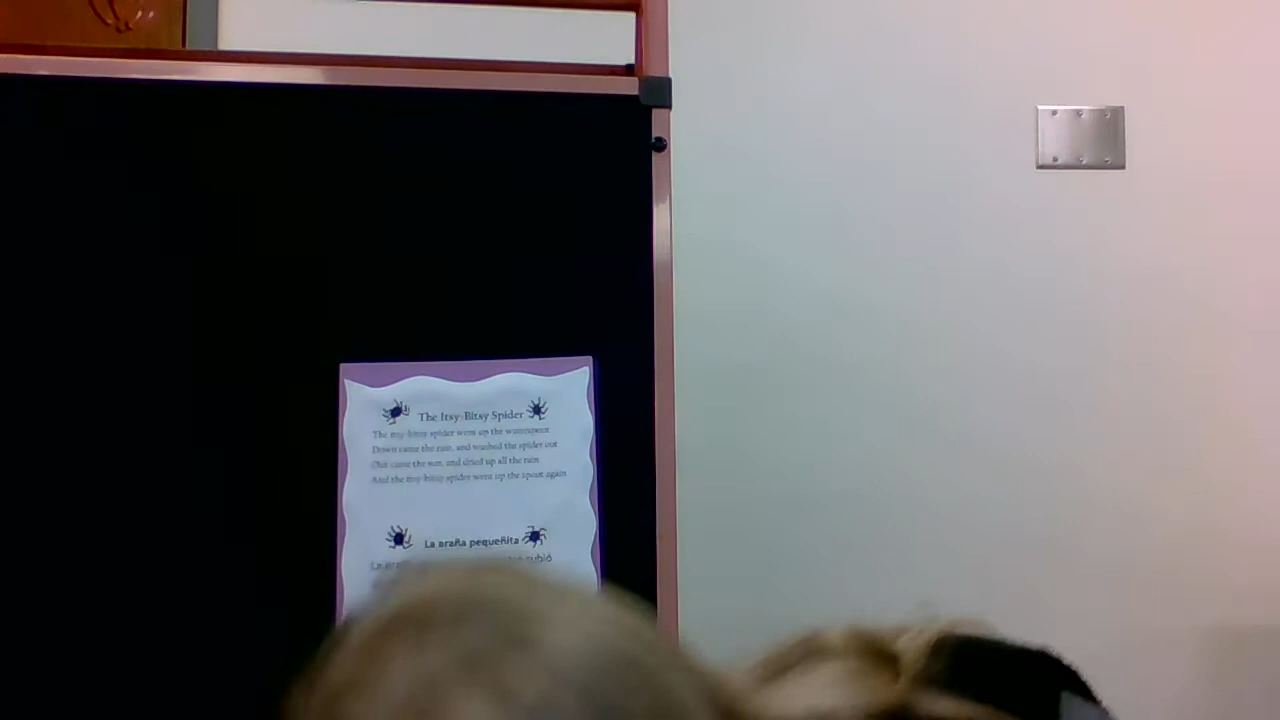 The Itsy-Bitsy Spider
The itsy-bitsy spider went up the waterspout
Down came the rain, and washed the spider out
Out came the sun, and dried up all the rain
And the itsy-bitsy spider went up the spout again
La araña pequeñita
La subió